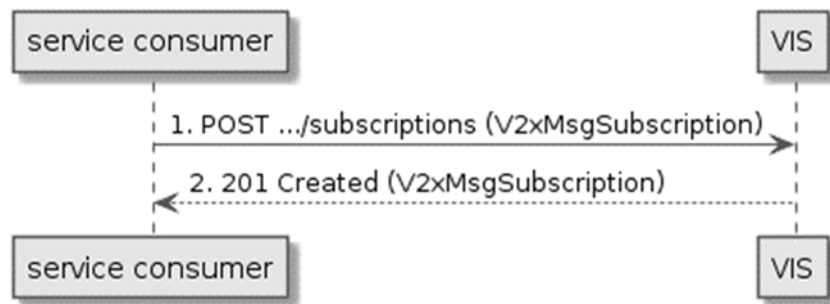 service consumer
VIS
1. POST .../subscriptions (V2xMsgSubscription)
2. 201 Created (V2xMsgSubscription)
service consumer
VIS